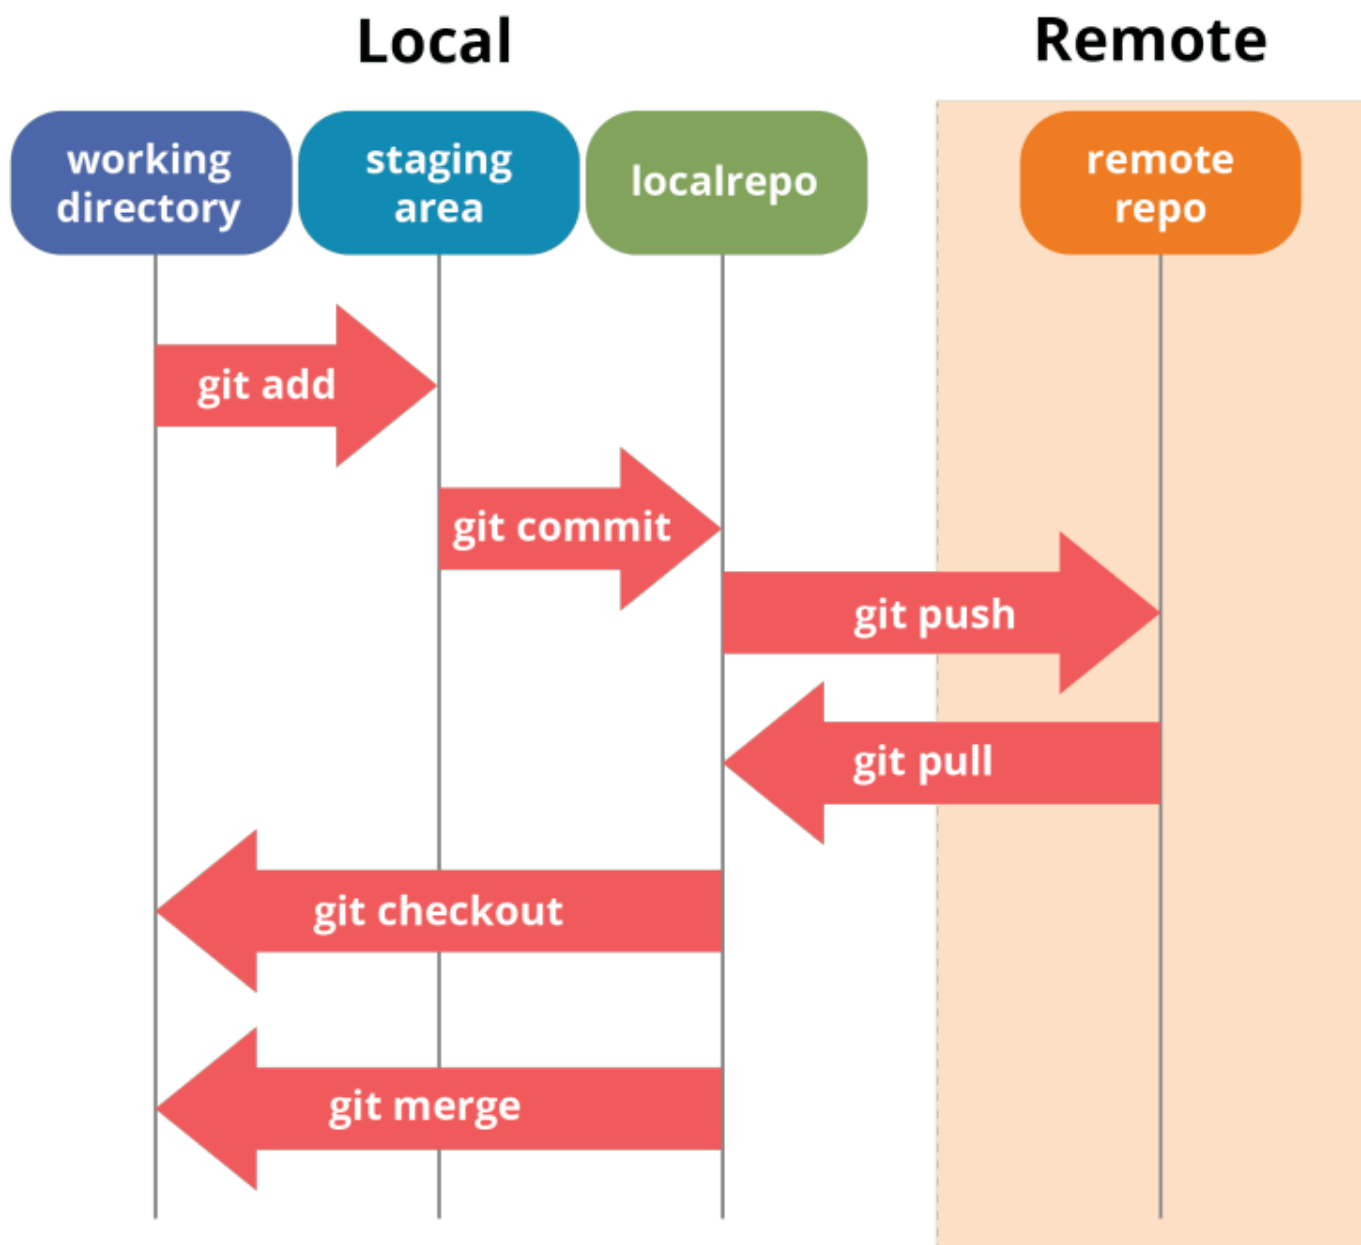 Local
Remote
working
directory
staging
area
localrepo
remote
repo
git add
git commit
git push
git pull
git checkout
git merge